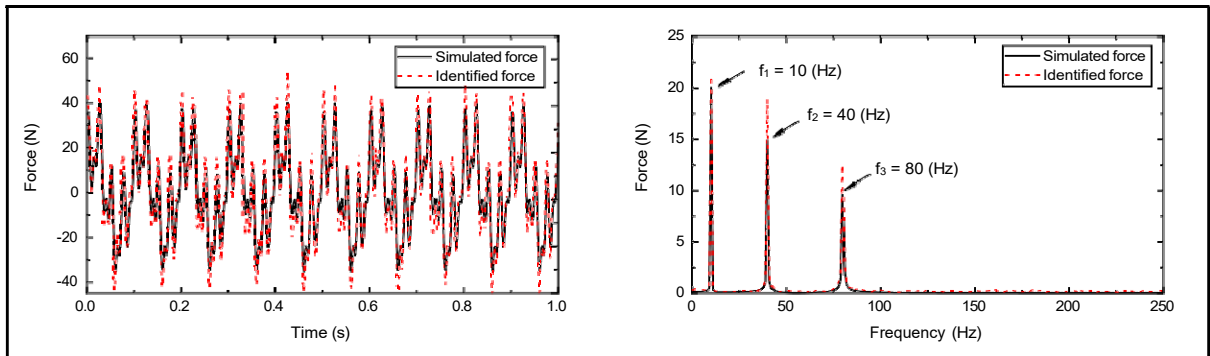 60
40
20
0
-20
-40
Force (N)
0.0 0.2 0.4 0.6 0.8 1.0
Time (s)
Simulated force
Identified force
25
20
15
10
5
0
Force (N)
0 50 100 150 200 250
Frequency (Hz)
Simulated force
Identified force
f₁ = 10 (Hz)
f₂ = 40 (Hz)
f₃ = 80 (Hz)